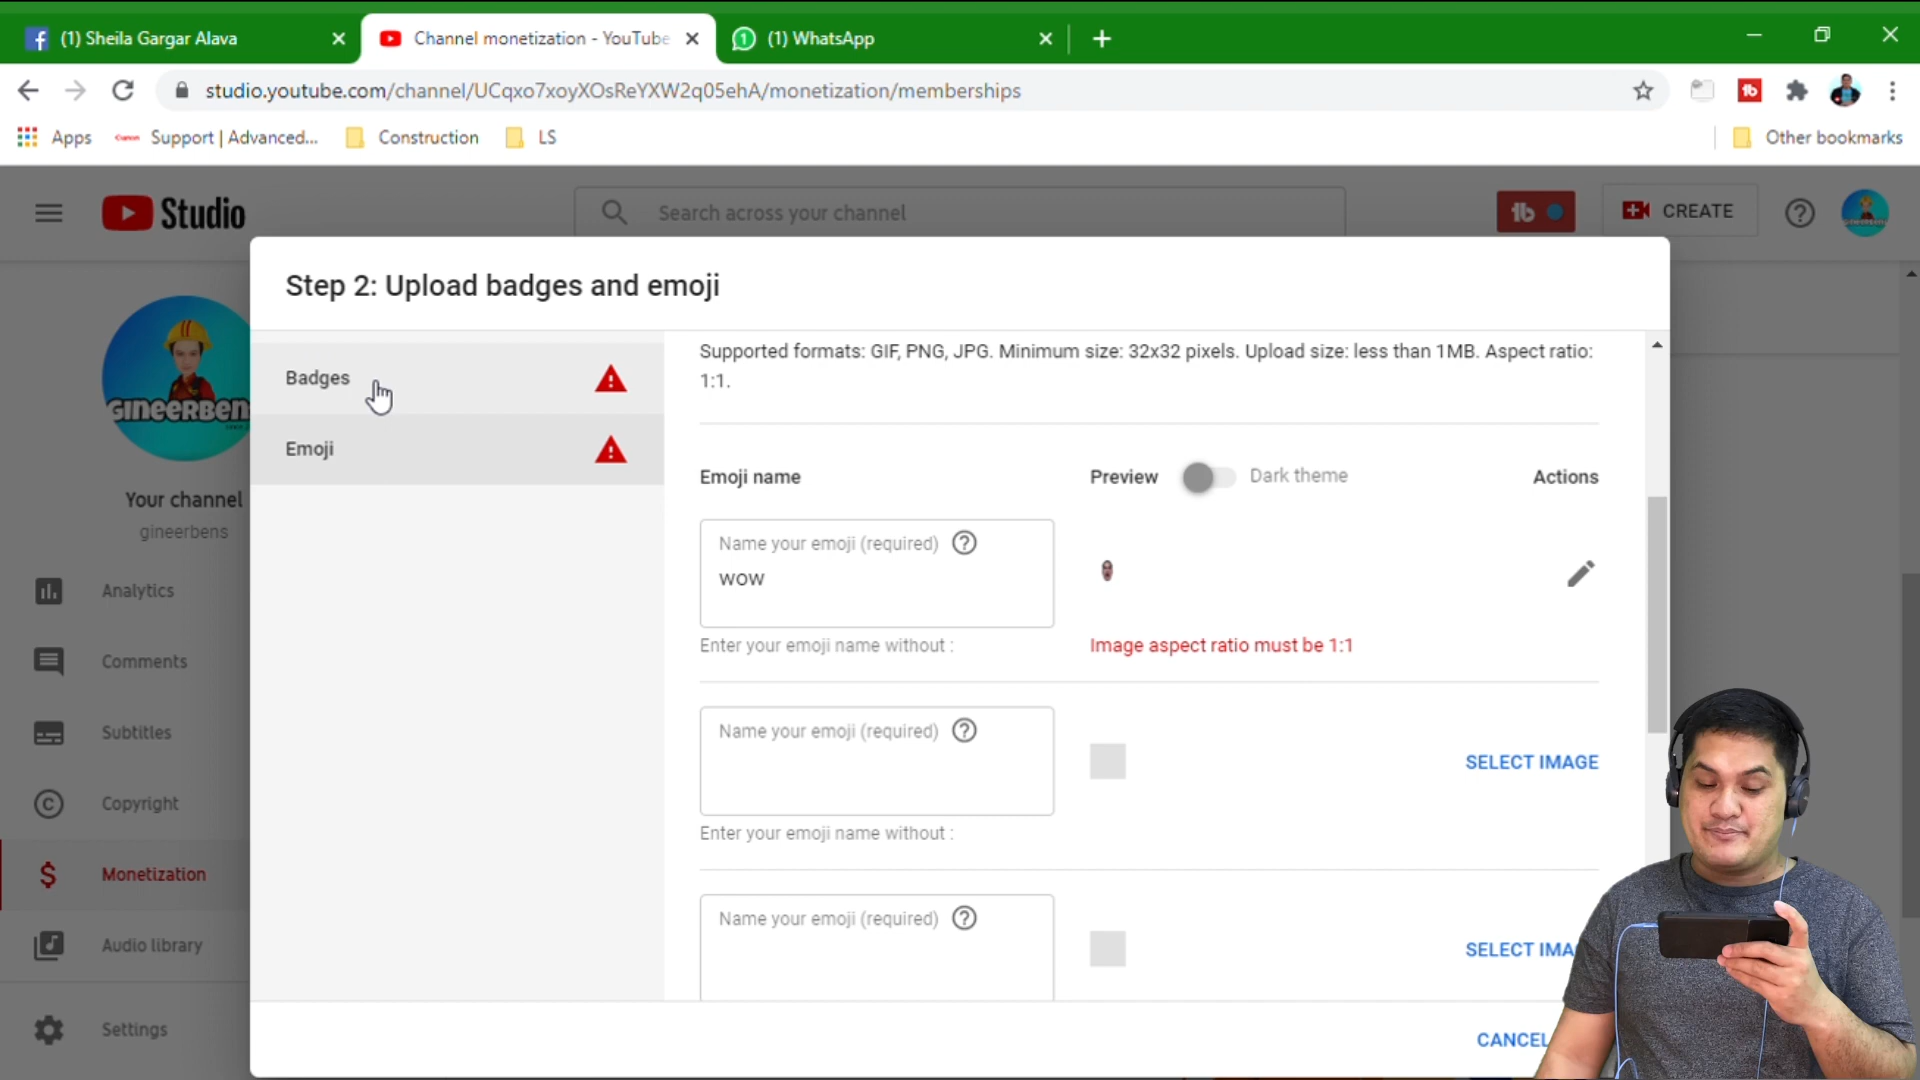 (1) Sheila Gargar Alava
Channel monetization - YouTube
(1) WhatsApp
studio.youtube.com/channel/UCqxo7xoyXOsReYXW2q05ehA/monetization/memberships
Apps
Canon
Support | Advanced...
Construction
LS
Other bookmarks
Studio
Search across your channel
CREATE
Step 2: Upload badges and emoji
Badges
Emoji
Supported formats: GIF, PNG, JPG. Minimum size: 32x32 pixels. Upload size: less than 1MB. Aspect ratio:
1:1.
Emoji name
Preview
Dark theme
Actions
Name your emoji (required)
wow
Enter your emoji name without :
Image aspect ratio must be 1:1
Name your emoji (required)
SELECT IMAGE
Enter your emoji name without :
Name your emoji (required)
SELECT IMA
CANCEL
GINEERBEN
Your channel
gineerbens
Analytics
Comments
Subtitles
Copyright
Monetization
Audio library
Settings